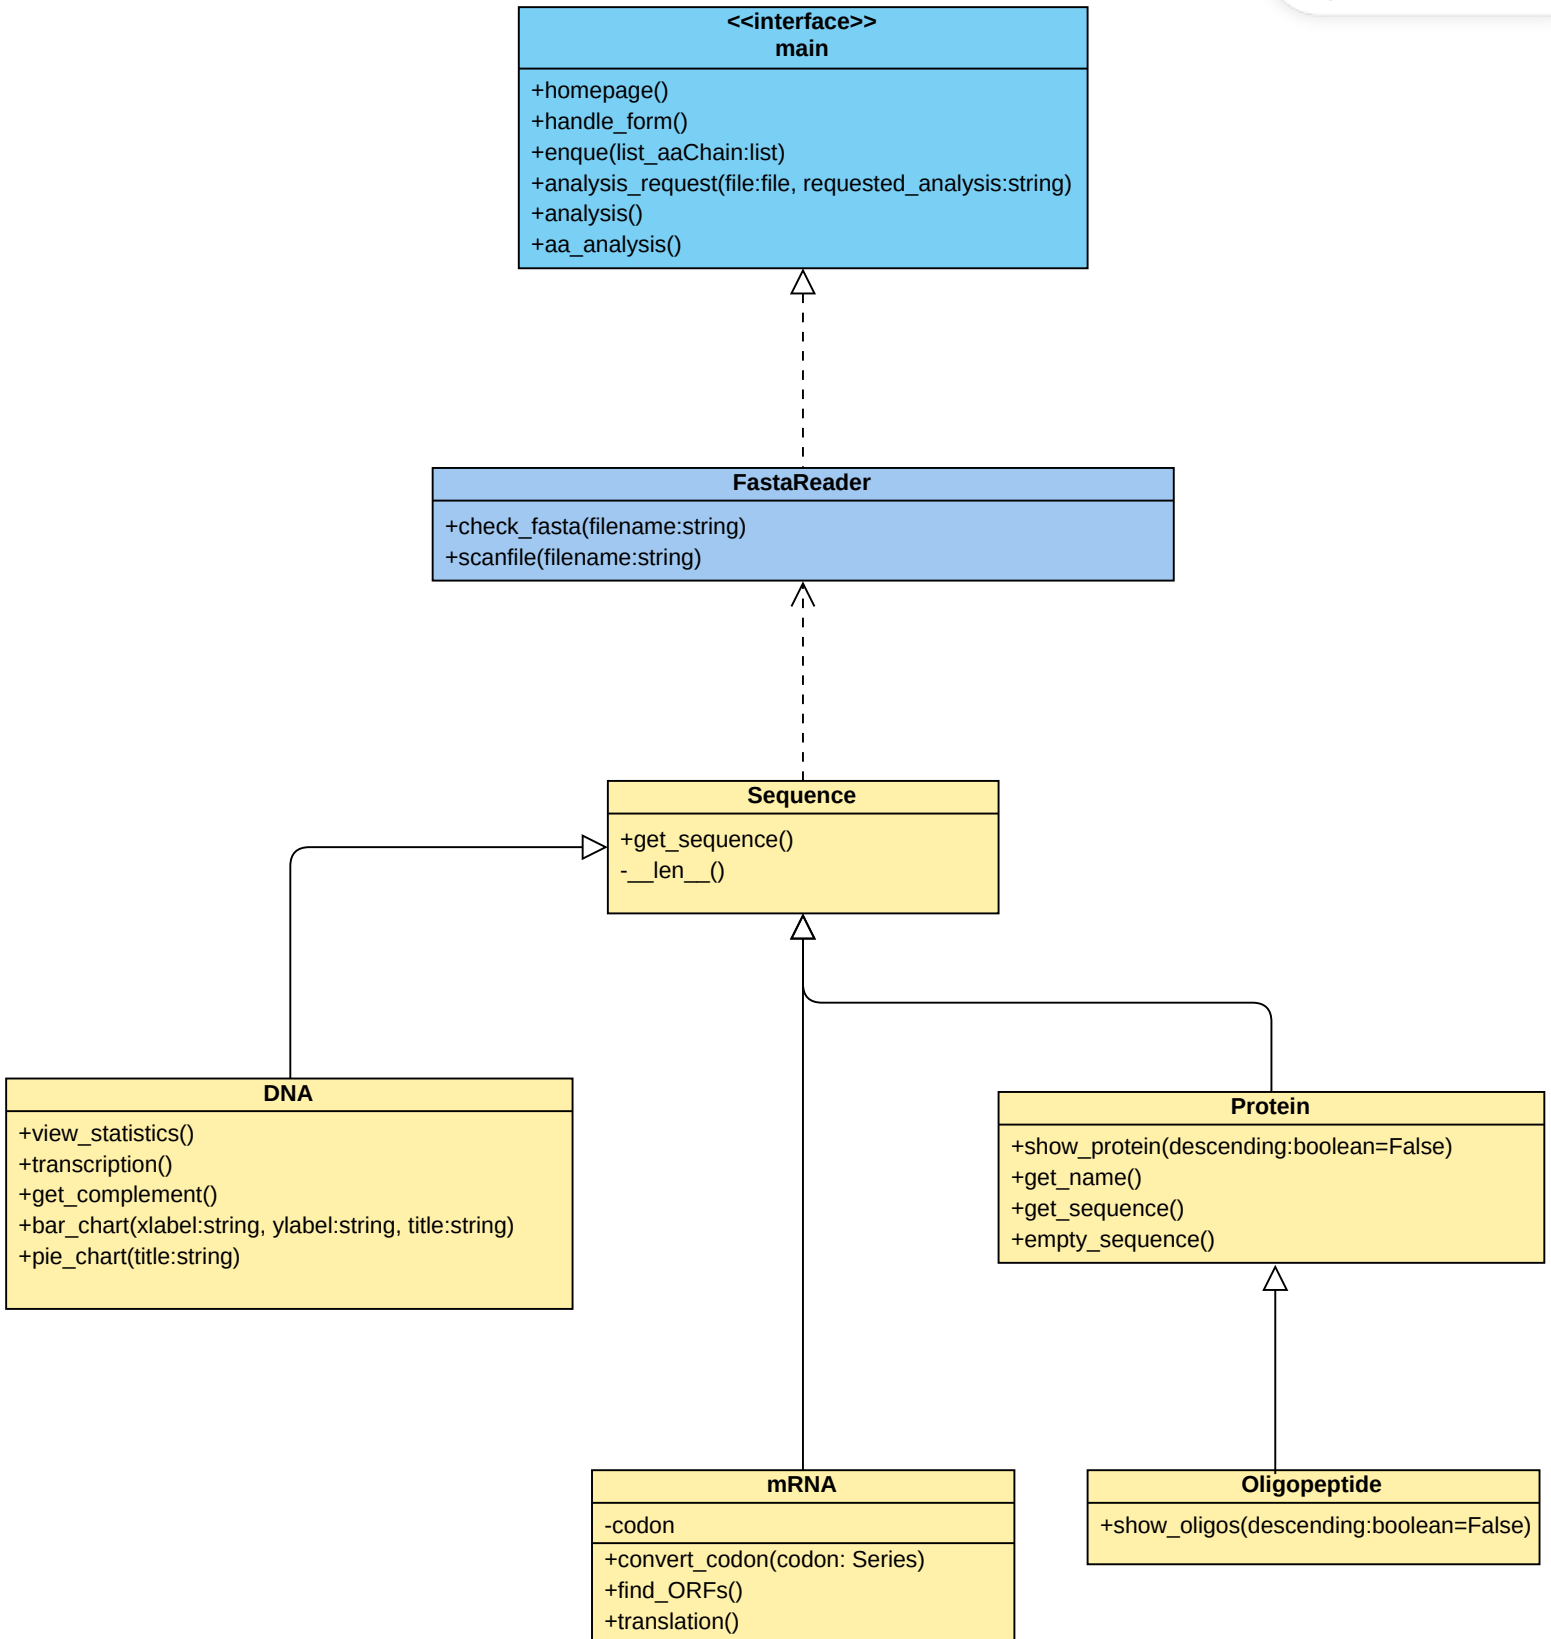 <<interface>>
main
+homepage()
+handle_form()
+enque(list_aaChain:list)
+analysis_request(file:file, requested_analysis:string)
+analysis()
+aa_analysis()
FastaReader
+check_fasta(filename:string)
+scanfile(filename:string)
Sequence
+get_sequence()
-__len__()
DNA
+view_statistics()
+transcription()
+get_complement()
+bar_chart(xlabel:string, ylabel:string, title:string)
+pie_chart(title:string)
Protein
+show_protein(descending:boolean=False)
+get_name()
+get_sequence()
+empty_sequence()
mRNA
-codon
+convert_codon(codon: Series)
+find_ORFs()
+translation()
Oligopeptide
+show_oligos(descending:boolean=False)